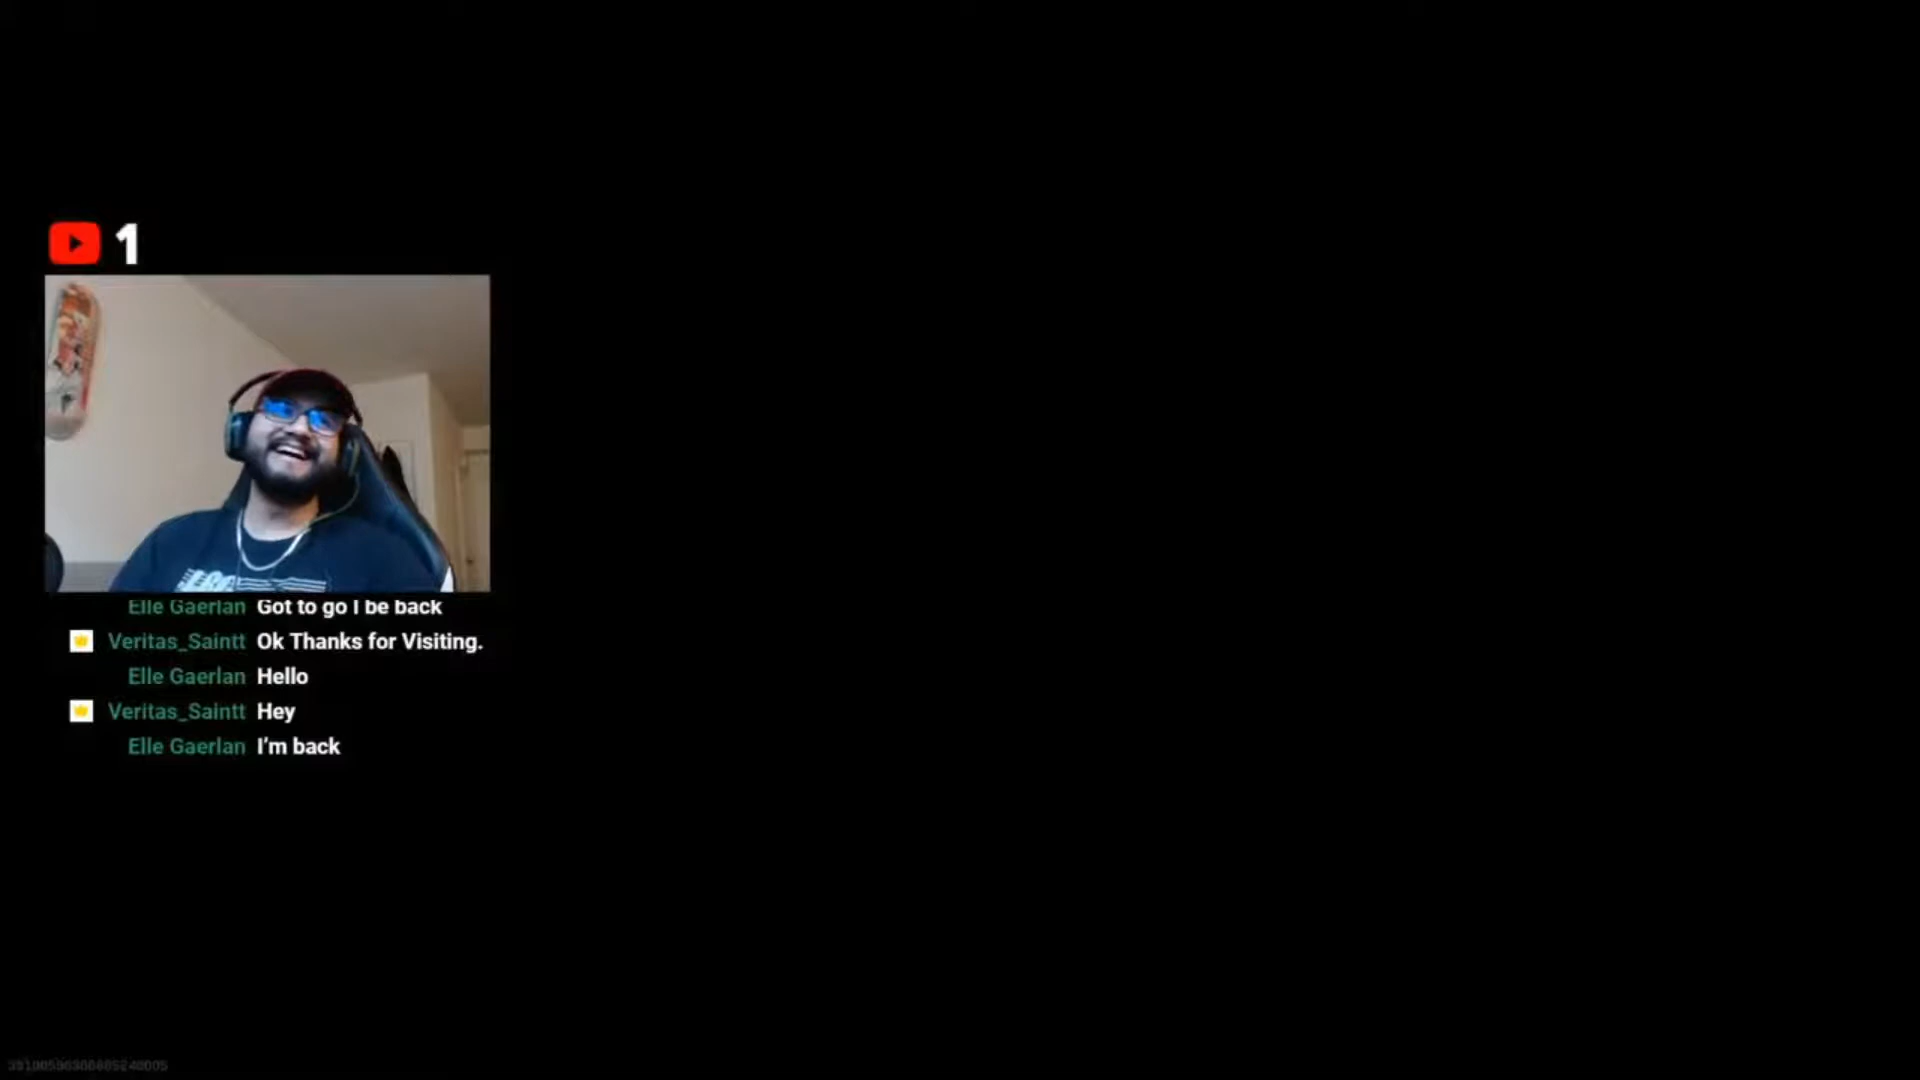 1
Elle Gaerlan Got to go I be back
Veritas_Saintt Ok Thanks for Visiting.
Elle Gaerlan Hello
Veritas_Saintt Hey
Elle Gaerlan I'm back